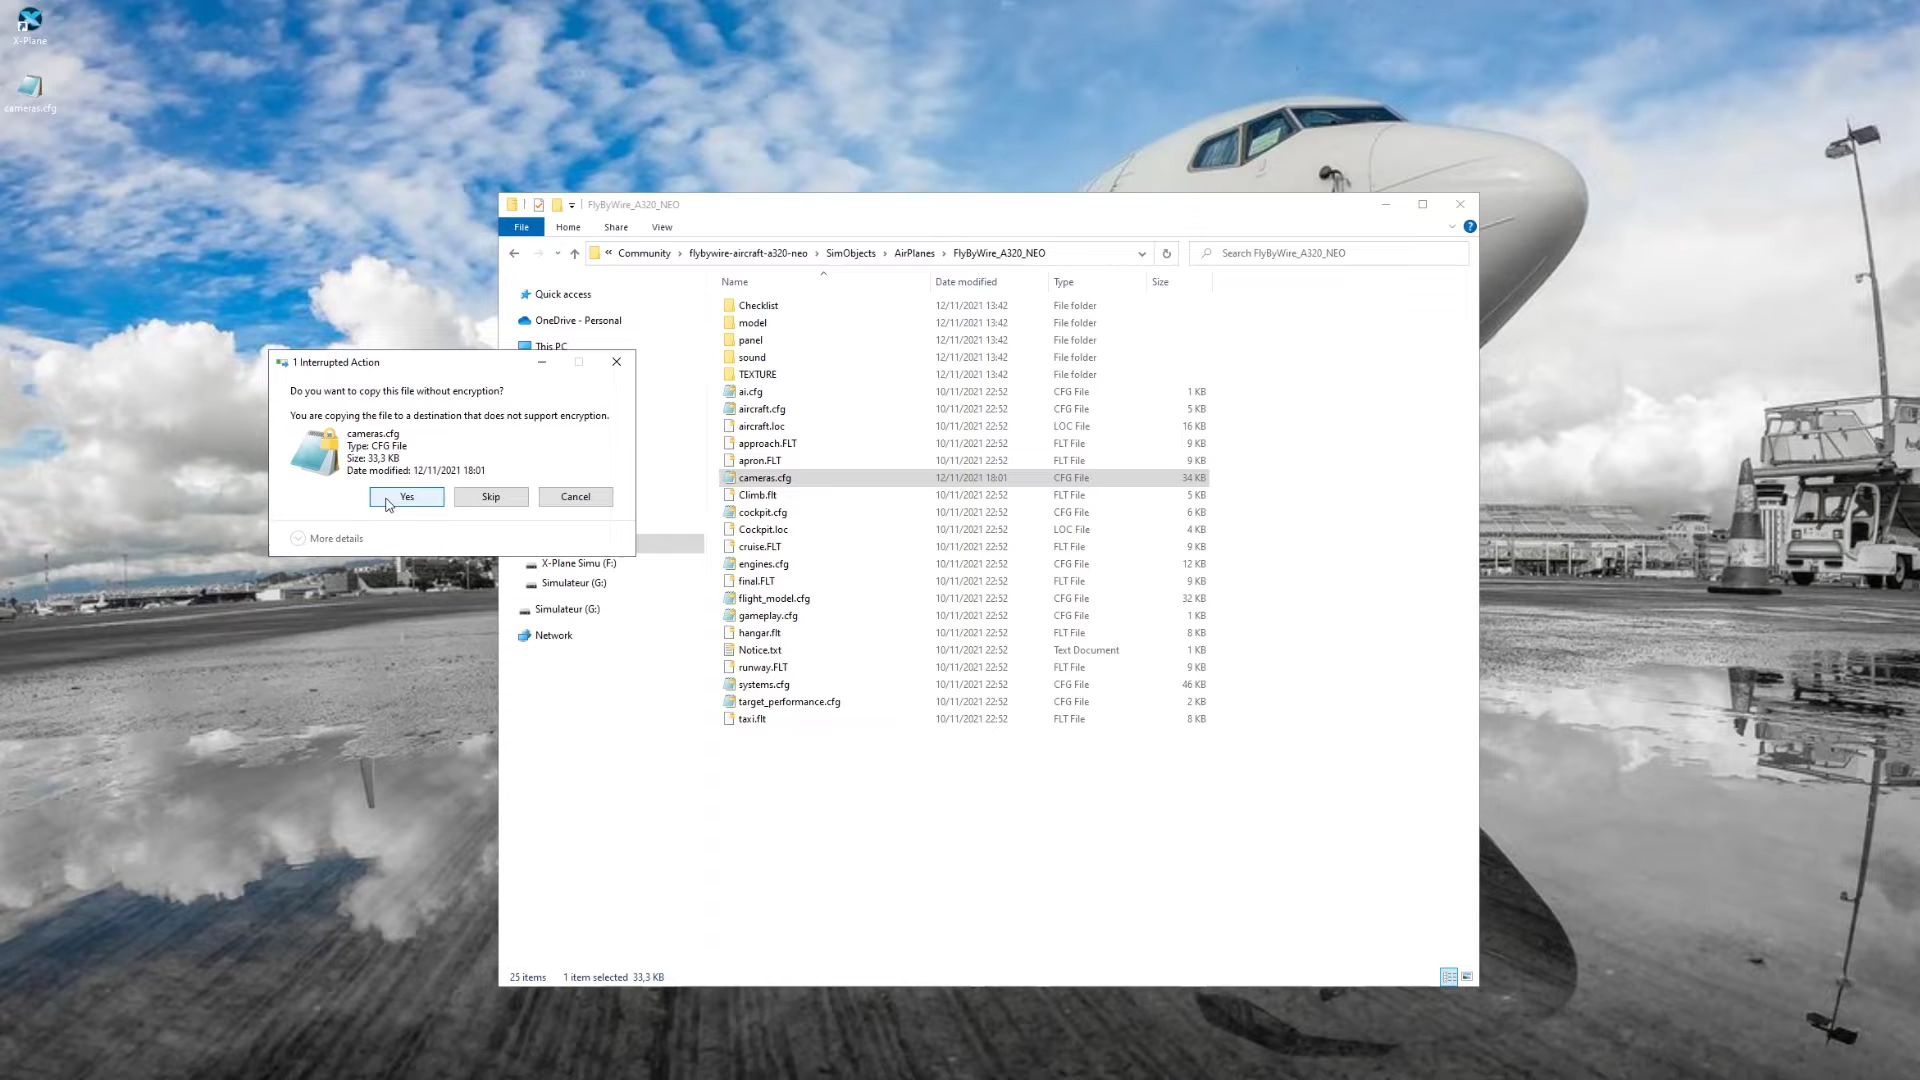 X-Plane
cameras.cfg
FlyByWire_A320_NEO
File Home Share View
« Community › flybywire-aircraft-a320-neo › SimObjects › AirPlanes › FlyByWire_A320_NEO
Search FlyByWire_A320_NEO
Name Date modified Type Size
Quick access
OneDrive - Personal
This PC
X-Plane Simu (F:)
Simulateur (G:)
Simulateur (G:)
Network
Checklist 12/11/2021 13:42 File folder
model 12/11/2021 13:42 File folder
panel 12/11/2021 13:42 File folder
sound 12/11/2021 13:42 File folder
TEXTURE 12/11/2021 13:42 File folder
ai.cfg 10/11/2021 22:52 CFG File 1 KB
aircraft.cfg 10/11/2021 22:52 CFG File 5 KB
aircraft.loc 10/11/2021 22:52 LOC File 16 KB
approach.FLT 10/11/2021 22:52 FLT File 9 KB
apron.FLT 10/11/2021 22:52 FLT File 9 KB
cameras.cfg 12/11/2021 18:01 CFG File 34 KB
Climb.flt 10/11/2021 22:52 FLT File 5 KB
cockpit.cfg 10/11/2021 22:52 CFG File 6 KB
Cockpit.loc 10/11/2021 22:52 LOC File 4 KB
cruise.FLT 10/11/2021 22:52 FLT File 9 KB
engines.cfg 10/11/2021 22:52 CFG File 12 KB
final.FLT 10/11/2021 22:52 FLT File 9 KB
flight_model.cfg 10/11/2021 22:52 CFG File 32 KB
gameplay.cfg 10/11/2021 22:52 CFG File 1 KB
hangar.flt 10/11/2021 22:52 FLT File 8 KB
Notice.txt 10/11/2021 22:52 Text Document 1 KB
runway.FLT 10/11/2021 22:52 FLT File 9 KB
systems.cfg 10/11/2021 22:52 CFG File 46 KB
target_performance.cfg 10/11/2021 22:52 CFG File 2 KB
taxi.flt 10/11/2021 22:52 FLT File 8 KB
25 items 1 item selected 33,3 KB
1 Interrupted Action
Do you want to copy this file without encryption?
You are copying the file to a destination that does not support encryption.
cameras.cfg
Type: CFG File
Size: 33,3 KB
Date modified: 12/11/2021 18:01
Yes Skip Cancel
More details